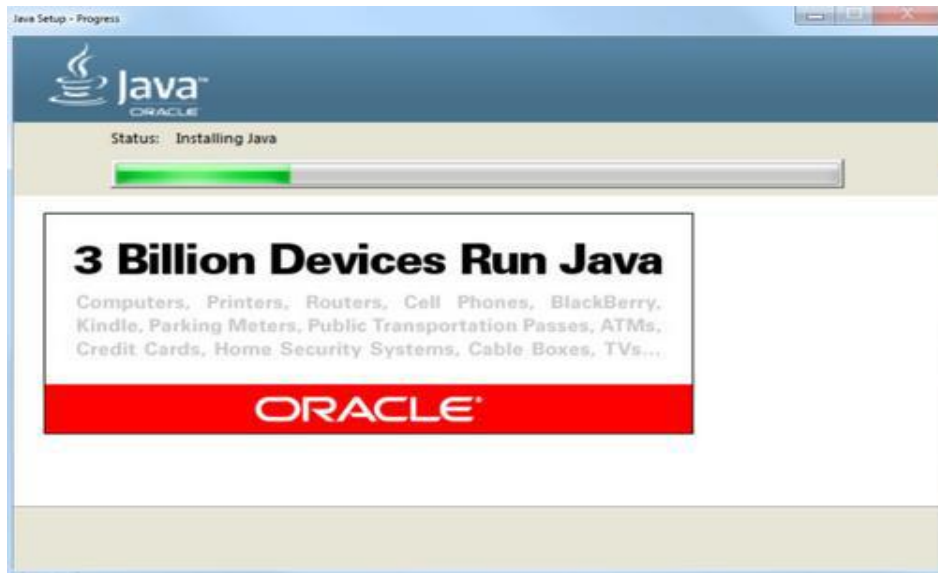 Java Setup - Progress
Java™
ORACLE
Status: Installing Java
3 Billion Devices Run Java
Computers, Printers, Routers, Cell Phones, BlackBerry,
Kindle, Parking Meters, Public Transportation Passes, ATMs,
Credit Cards, Home Security Systems, Cable Boxes, TVs...
ORACLE®